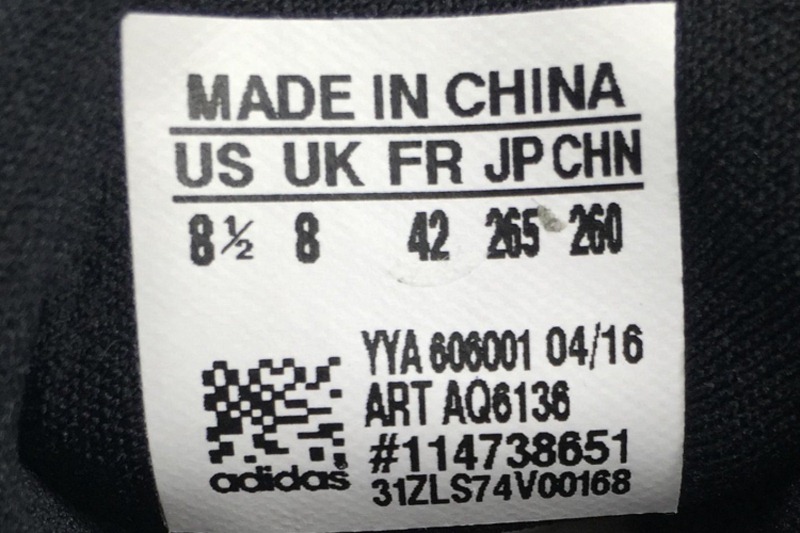 MADE IN CHINA
US UK FR JP CHN
8½ 8 42 265 260
YYA 606001 04/16
ART AQ6136
#114738651
adidas
31ZLS74V00168